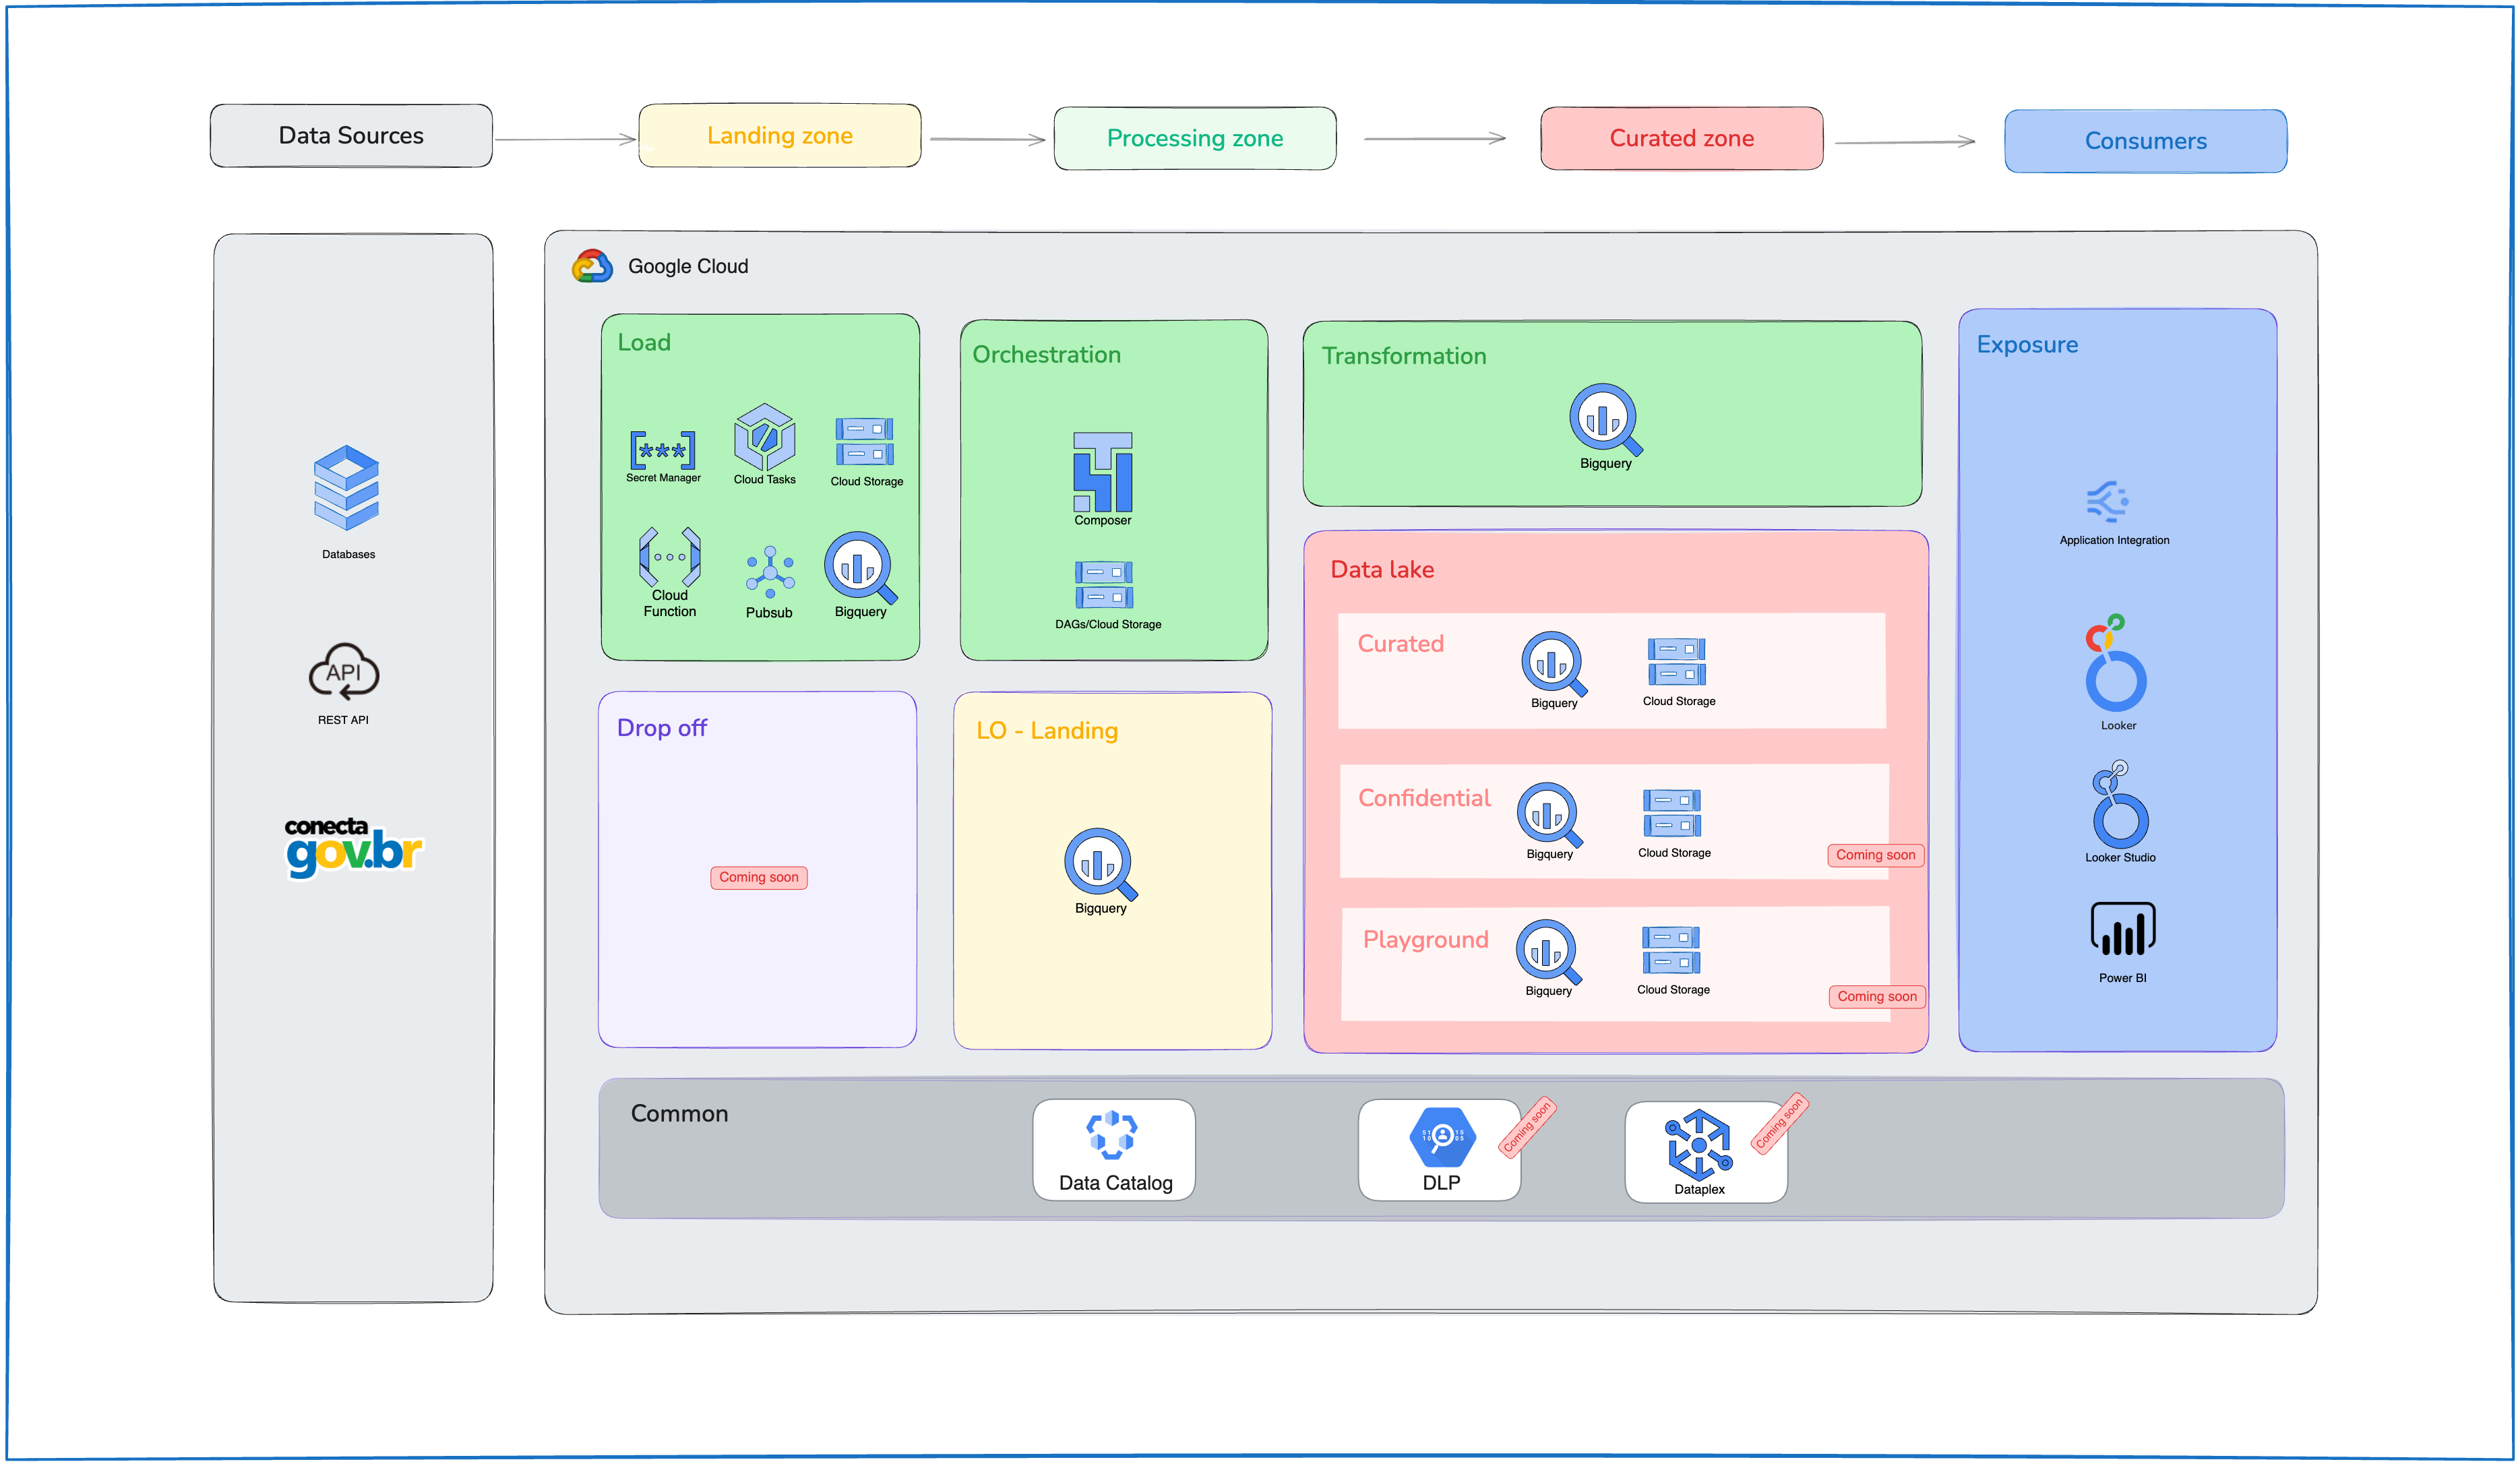 Data Sources
Landing zone
Processing zone
Curated zone
Consumers
Google Cloud
Databases
API
REST API
conecta
gov.br
Load
Secret Manager
Cloud Tasks
Cloud Storage
Cloud
Function
Pubsub
Bigquery
Orchestration
Composer
DAGs/Cloud Storage
Transformation
Bigquery
Exposure
Application Integration
Looker
Looker Studio
Power BI
Drop off
Coming soon
LO - Landing
Bigquery
Data lake
Curated
Bigquery
Cloud Storage
Confidential
Bigquery
Cloud Storage
Coming soon
Playground
Bigquery
Cloud Storage
Coming soon
Common
Data Catalog
DLP
Coming soon
Dataplex
Coming soon